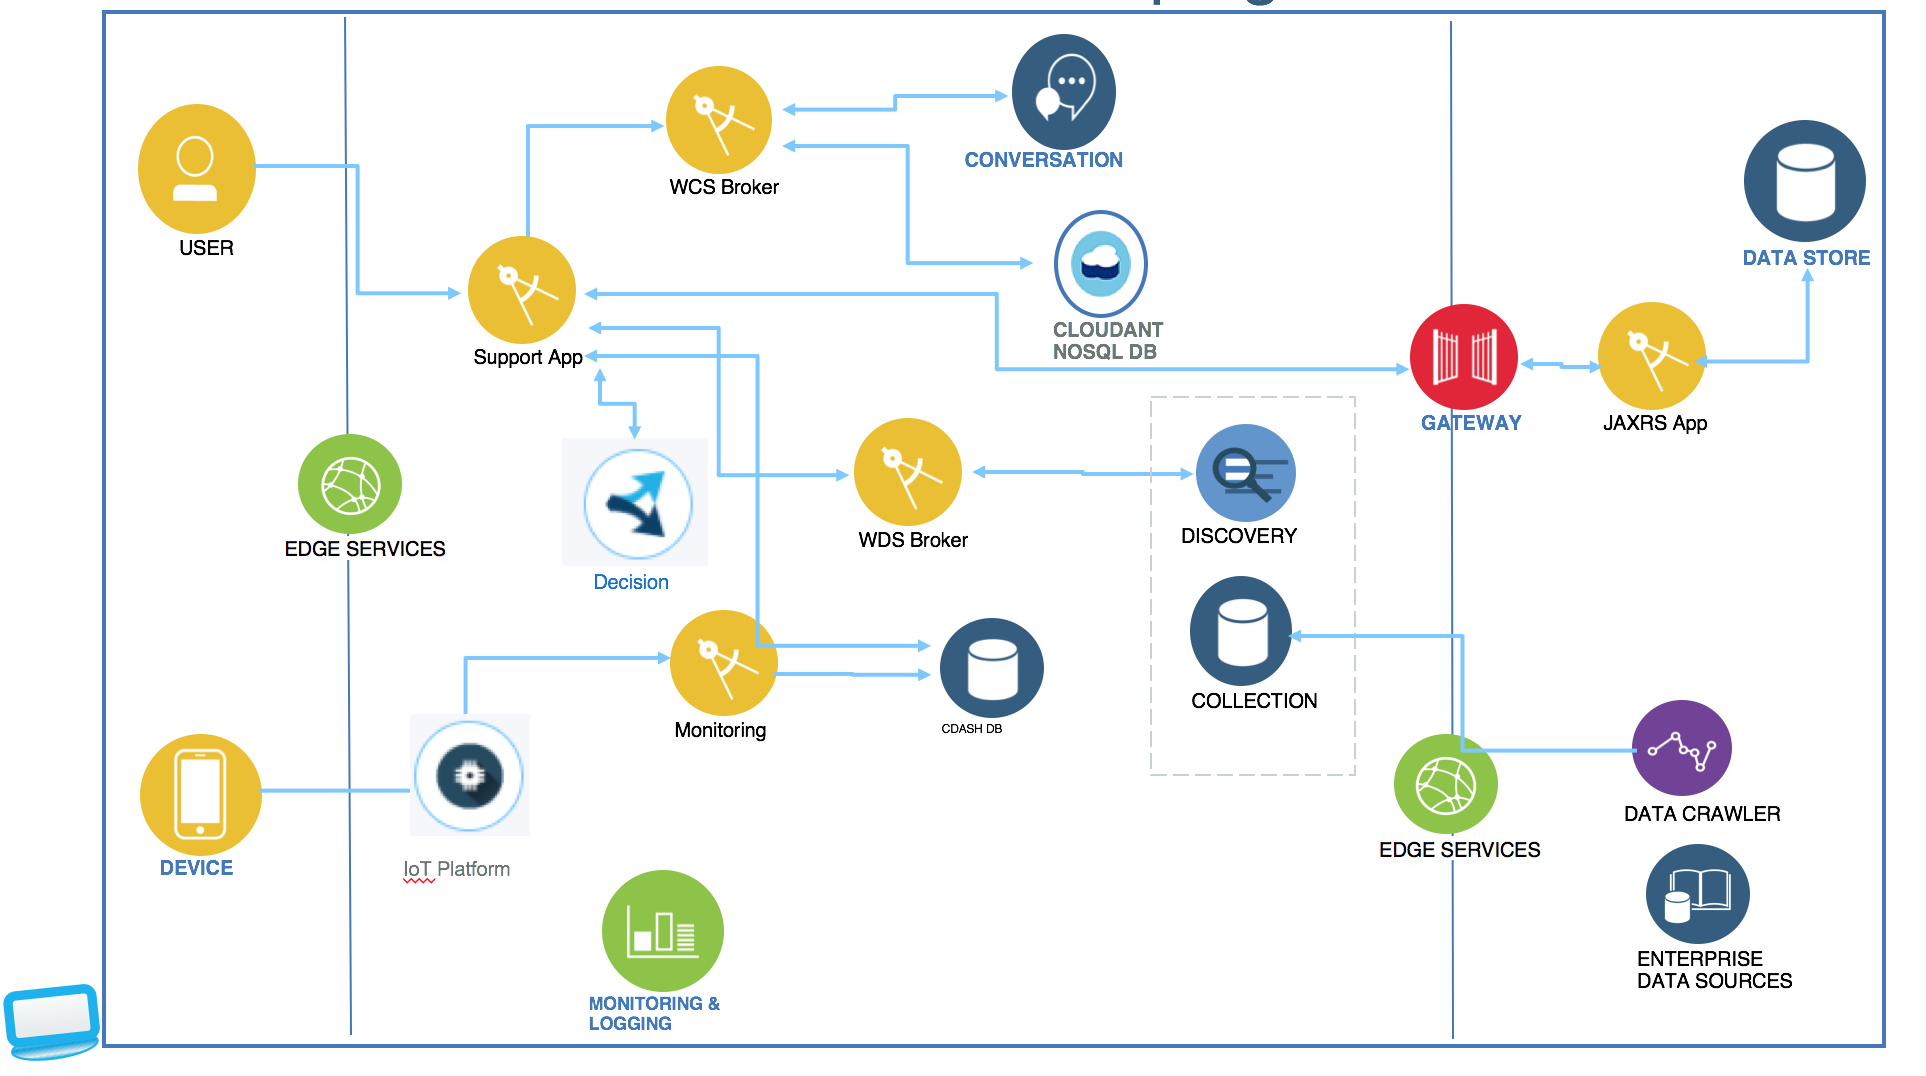 CONVERSATION
WCS Broker
USER
DATA STORE
CLOUDANT
NOSQL DB
Support App
GATEWAY
JAXRS App
EDGE SERVICES
WDS Broker
DISCOVERY
Decision
COLLECTION
Monitoring
CDASH DB
DATA CRAWLER
EDGE SERVICES
DEVICE
IoT Platform
ENTERPRISE
DATA SOURCES
MONITORING &
LOGGING